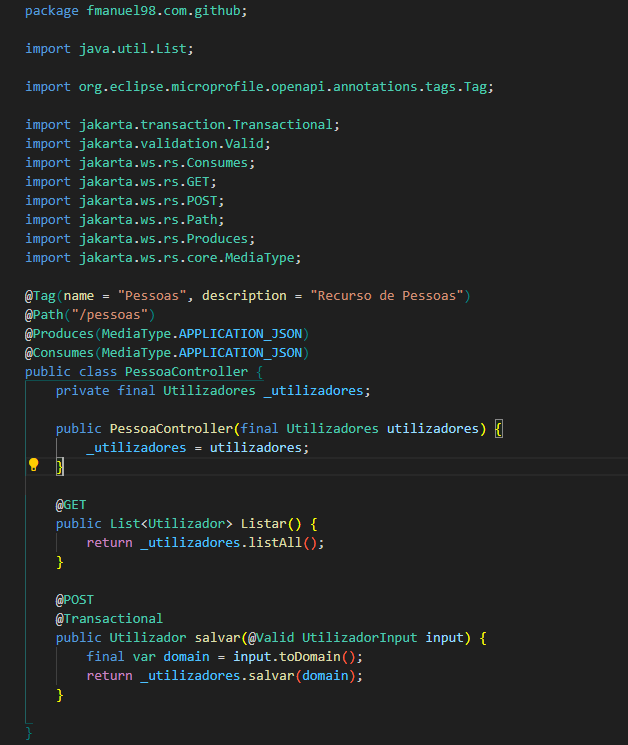 package fmanuel98.com.github;
import java.util.List;
import org.eclipse.microprofile.openapi.annotations.tags.Tag;
import jakarta.transaction.Transactional;
import jakarta.validation.Valid;
import jakarta.ws.rs.Consumes;
import jakarta.ws.rs.GET;
import jakarta.ws.rs.POST;
import jakarta.ws.rs.Path;
import jakarta.ws.rs.Produces;
import jakarta.ws.rs.core.MediaType;
@Tag(name = "Pessoas", description = "Recurso de Pessoas")
@Path("/pessoas")
@Produces(MediaType.APPLICATION_JSON)
@Consumes(MediaType.APPLICATION_JSON)
public class PessoaController {
    private final Utilizadores _utilizadores;
    public PessoaController(final Utilizadores utilizadores) {
        _utilizadores = utilizadores;
    }
    @GET
    public List<Utilizador> Listar() {
        return _utilizadores.listAll();
    }
    @POST
    @Transactional
    public Utilizador salvar(@Valid UtilizadorInput input) {
        final var domain = input.toDomain();
        return _utilizadores.salvar(domain);
    }
}